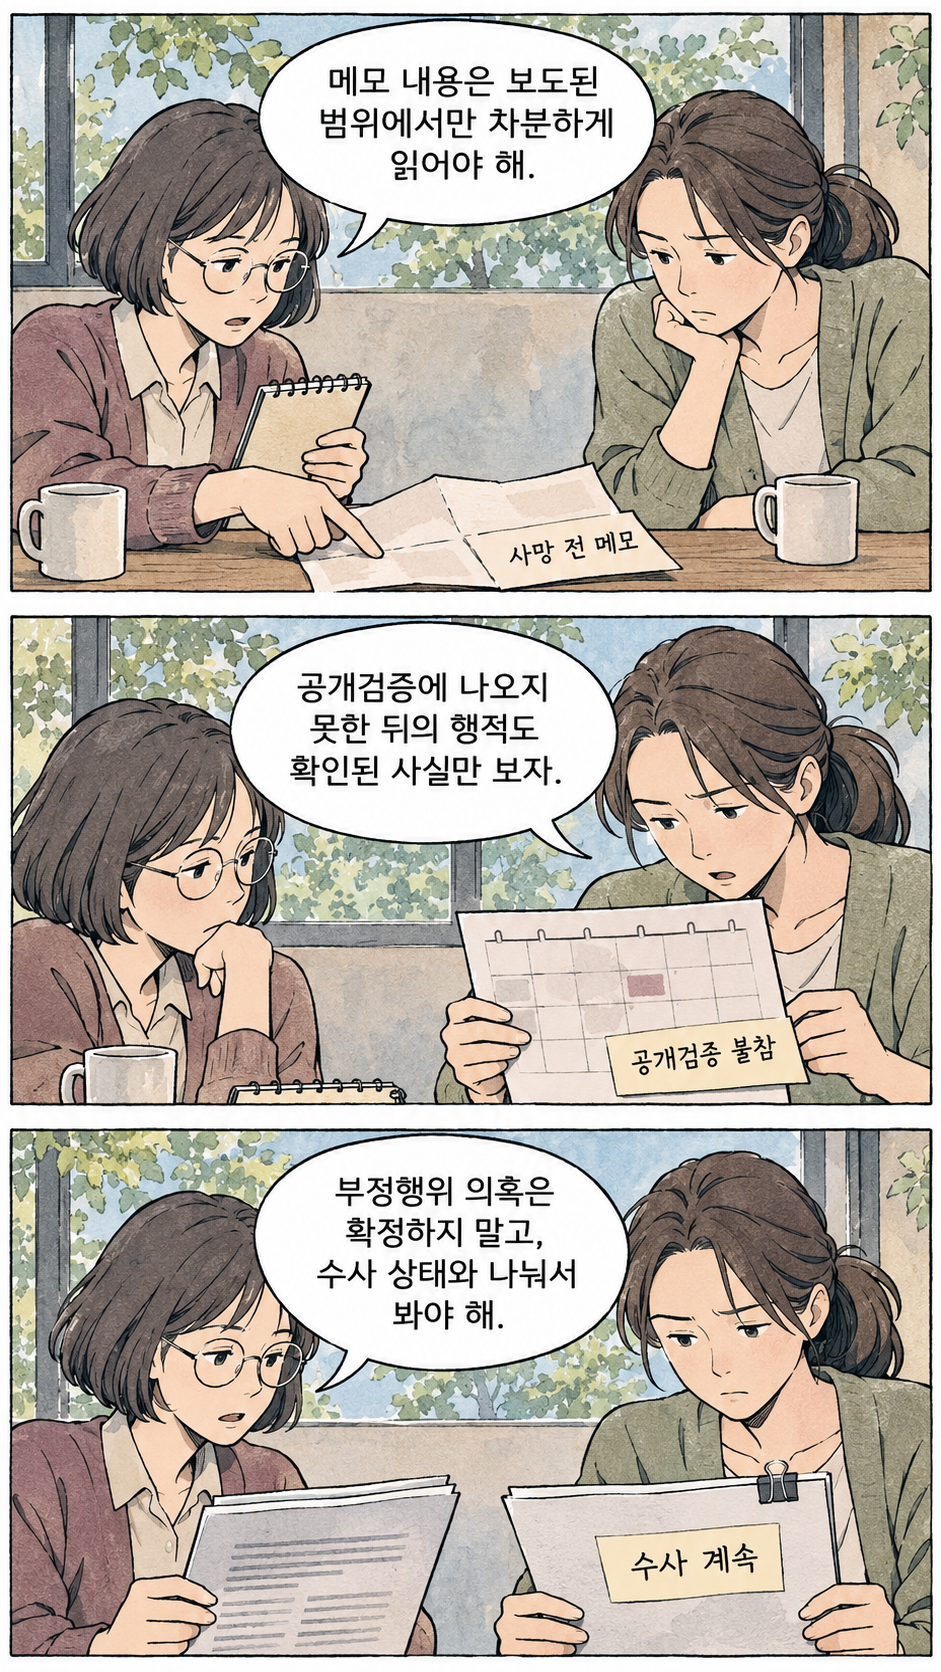 메모 내용은 보도된
범위에서만 차분하게
읽어야 해.
사망 전 메모
공개검증에 나오지
못한 뒤의 행적도
확인된 사실만 보자.
공개검증 불참
부정행위 의혹은
확정하지 말고,
수사 상태와 나눠서
봐야 해.
수사 계속